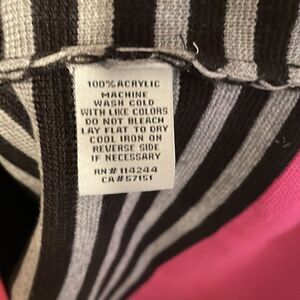 100% ACRYLIC
MACHINE
WASH COLD
WITH LIKE COLORS
DO NOT BLEACH
LAY FLAT TO DRY
COOL IRON ON
REVERSE SIDE
IF NECESSARY
RN# 114244
CA# 57151